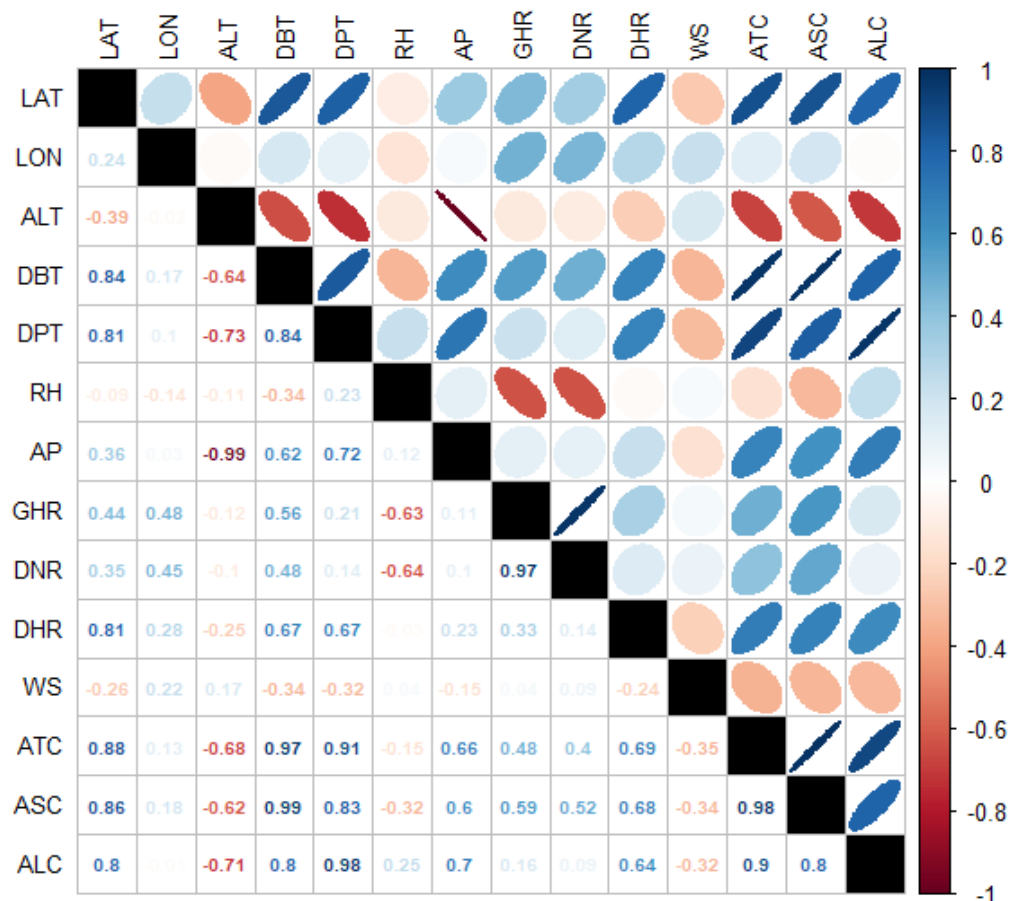 LAT LON ALT DBT DPT RH AP GHR DNR DHR WS ATC ASC ALC
LAT
LON 0.24
ALT -0.39 -0.02
DBT 0.84 0.17 -0.64
DPT 0.81 0.1 -0.73 0.84
RH -0.09 -0.14 -0.11 -0.34 0.23
AP 0.36 0.03 -0.99 0.62 0.72 0.12
GHR 0.44 0.48 -0.12 0.56 0.21 -0.63 0.11
DNR 0.35 0.45 -0.1 0.48 0.14 -0.64 0.1 0.97
DHR 0.81 0.28 -0.25 0.67 0.67 -0.03 0.23 0.33 0.14
WS -0.26 0.22 0.17 -0.34 -0.32 0.04 -0.15 0.04 0.09 -0.24
ATC 0.88 0.13 -0.68 0.97 0.91 -0.15 0.66 0.48 0.4 0.69 -0.35
ASC 0.86 0.18 -0.62 0.99 0.83 -0.32 0.6 0.59 0.52 0.68 -0.34 0.98
ALC 0.8 -0.71 0.8 0.98 0.25 0.7 0.16 0.09 0.64 -0.32 0.9 0.8
1
0.8
0.6
0.4
0.2
0
-0.2
-0.4
-0.6
-0.8
-1